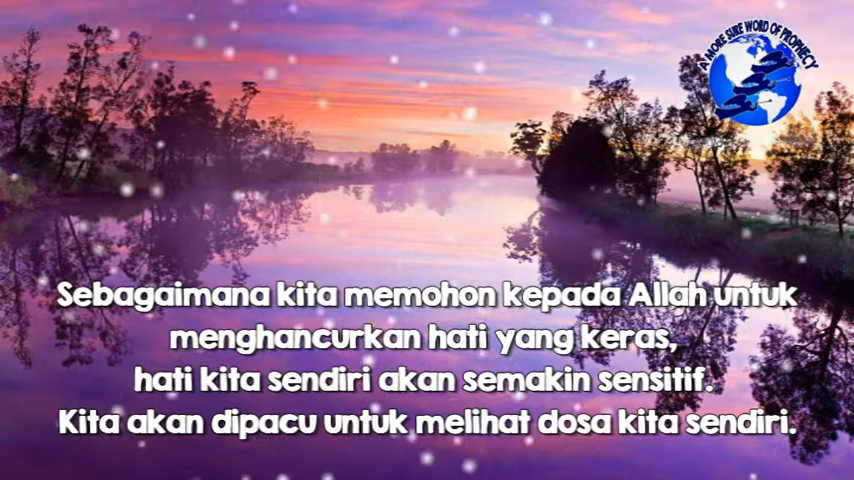 A MORE SURE WORD OF PROPHECY
Sebagaimana kita memohon kepada Allah untuk
menghancurkan hati yang keras,
hati kita sendiri akan semakin sensitif.
Kita akan dipacu untuk melihat dosa kita sendiri.